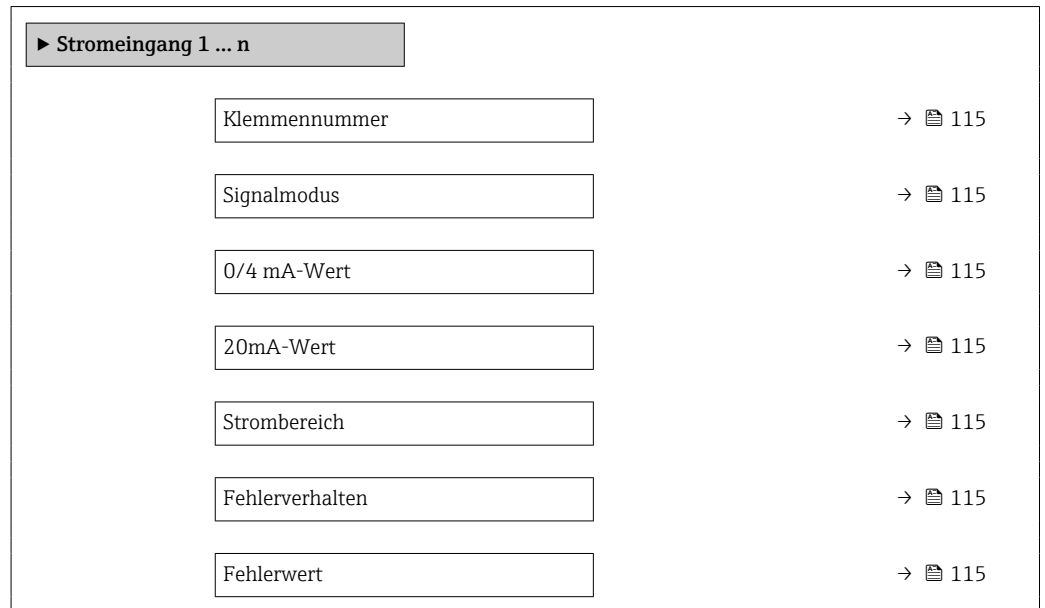 ▶ Stromeingang 1 … n
Klemmennummer → 🖹 115
Signalmodus → 🖹 115
0/4 mA-Wert → 🖹 115
20mA-Wert → 🖹 115
Strombereich → 🖹 115
Fehlerverhalten → 🖹 115
Fehlerwert → 🖹 115